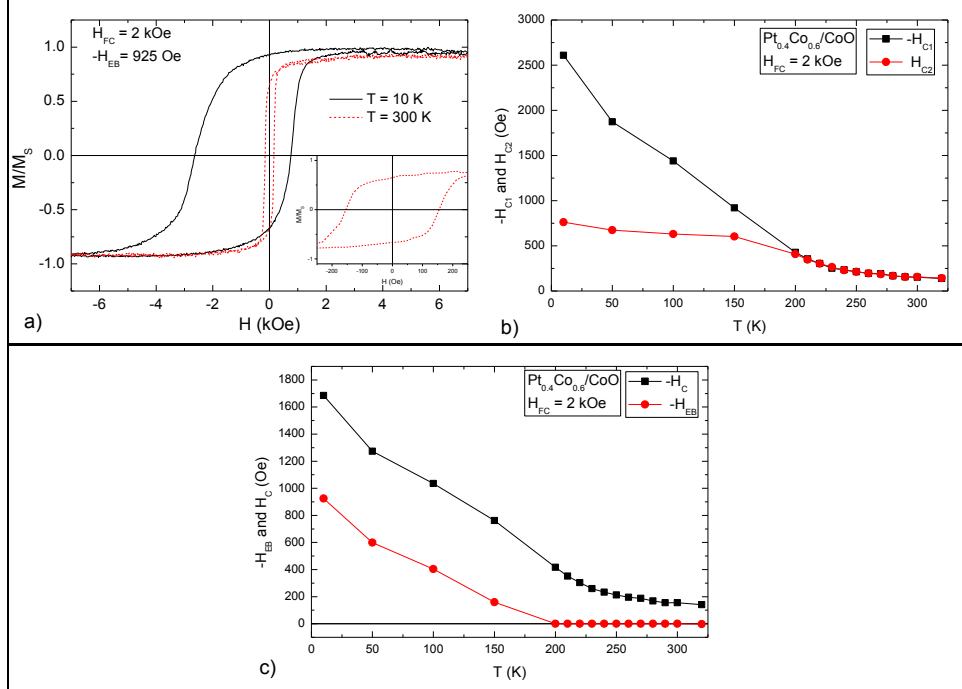 H_FC = 2 kOe
-H_EB = 925 Oe
T = 10 K
T = 300 K
M/M_S
1.0
0.5
0.0
-0.5
-1.0
-6 -4 -2 0 2 4 6
H (kOe)
a)
M/M_S
1
0
-1
-200 -100 0 100 200
H (Oe)
Pt_0.4Co_0.6/CoO
H_FC = 2 kOe
-H_C1
H_C2
-H_C1 and H_C2 (Oe)
3000
2500
2000
1500
1000
500
0
0 50 100 150 200 250 300
T (K)
b)
Pt_0.4Co_0.6/CoO
H_FC = 2 kOe
-H_C
-H_EB
-H_EB and H_C (Oe)
1800
1600
1400
1200
1000
800
600
400
200
0
0 50 100 150 200 250 300
T (K)
c)